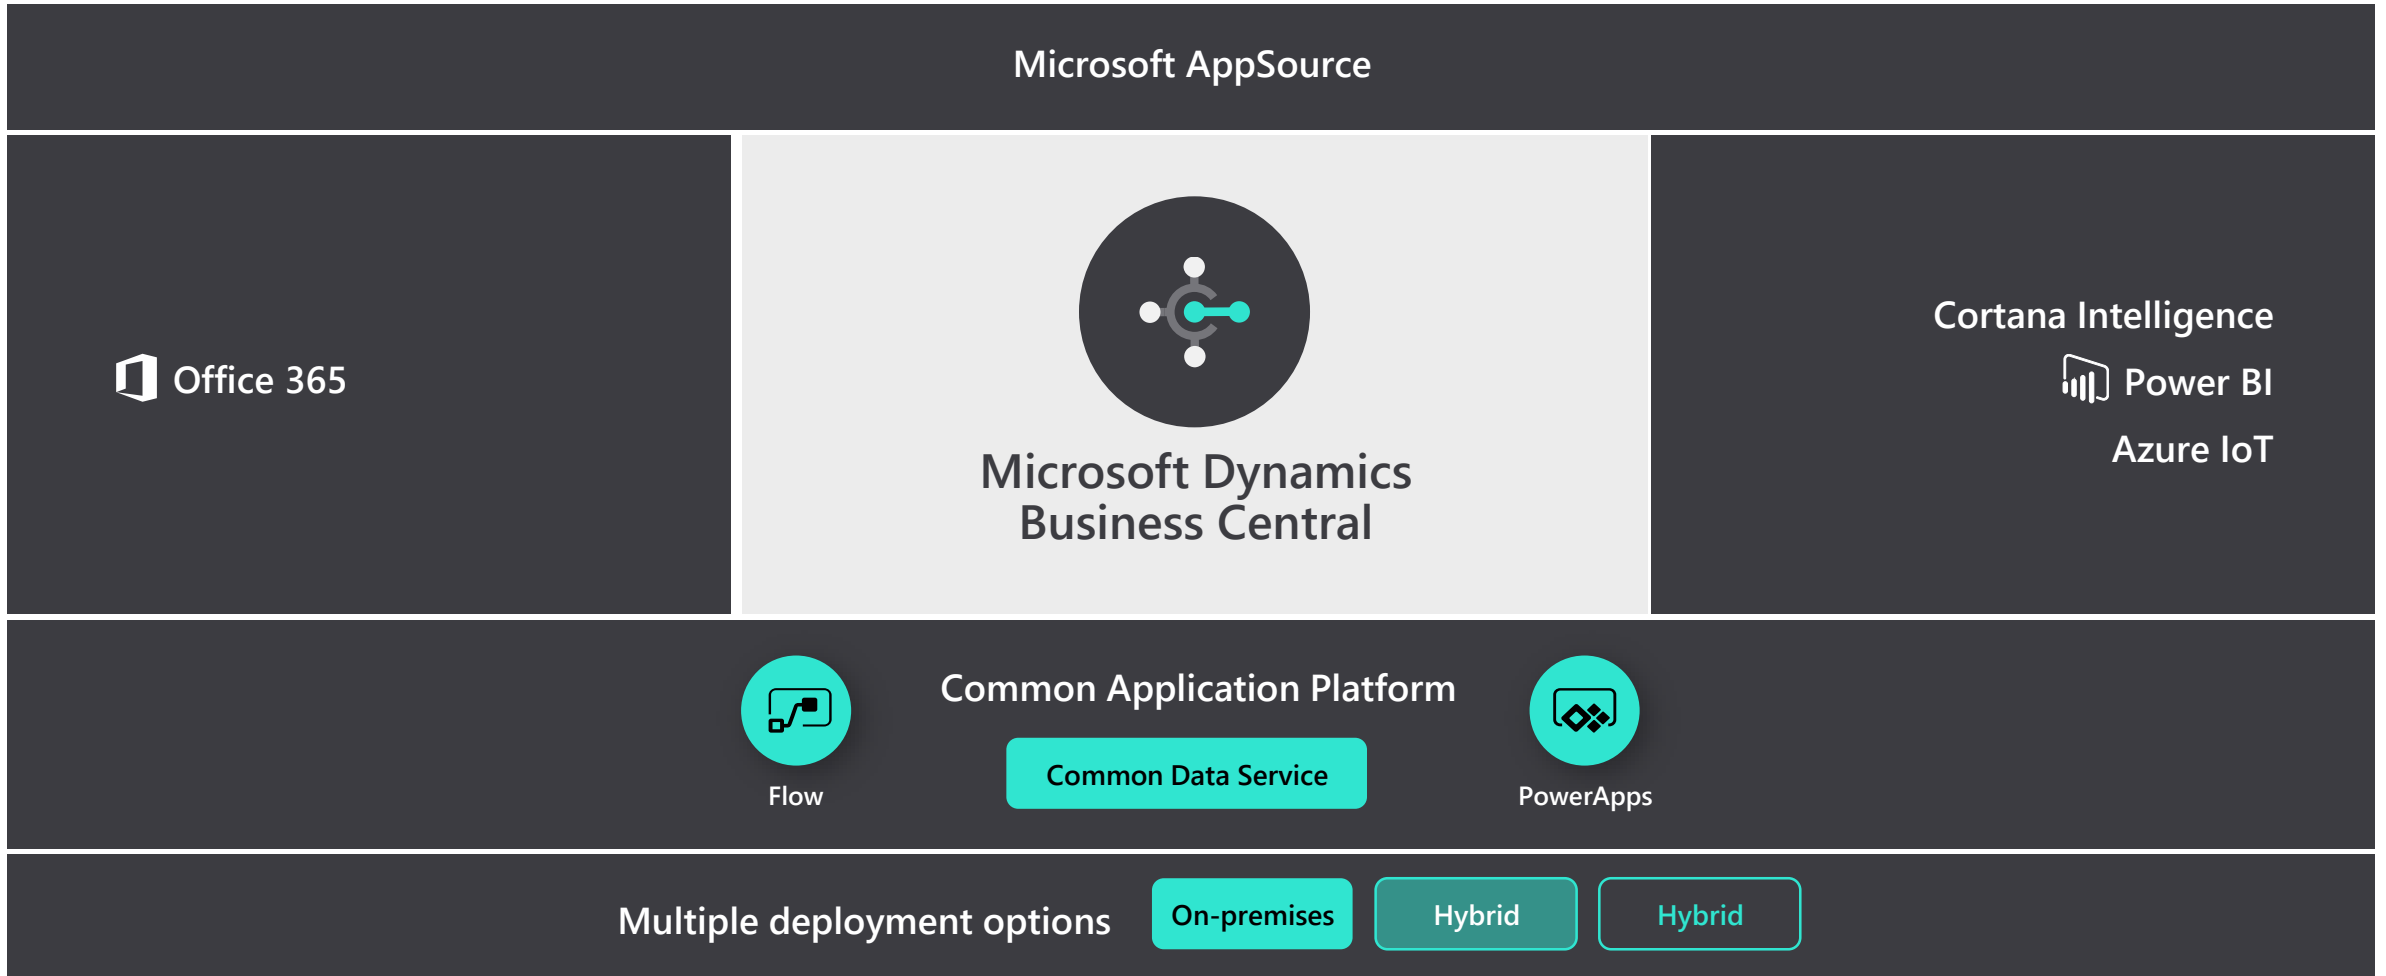 Microsoft AppSource
Office 365
Microsoft Dynamics
Business Central
Cortana Intelligence
Power BI
Azure IoT
Flow
Common Application Platform
Common Data Service
PowerApps
Multiple deployment options
On-premises
Hybrid
Hybrid